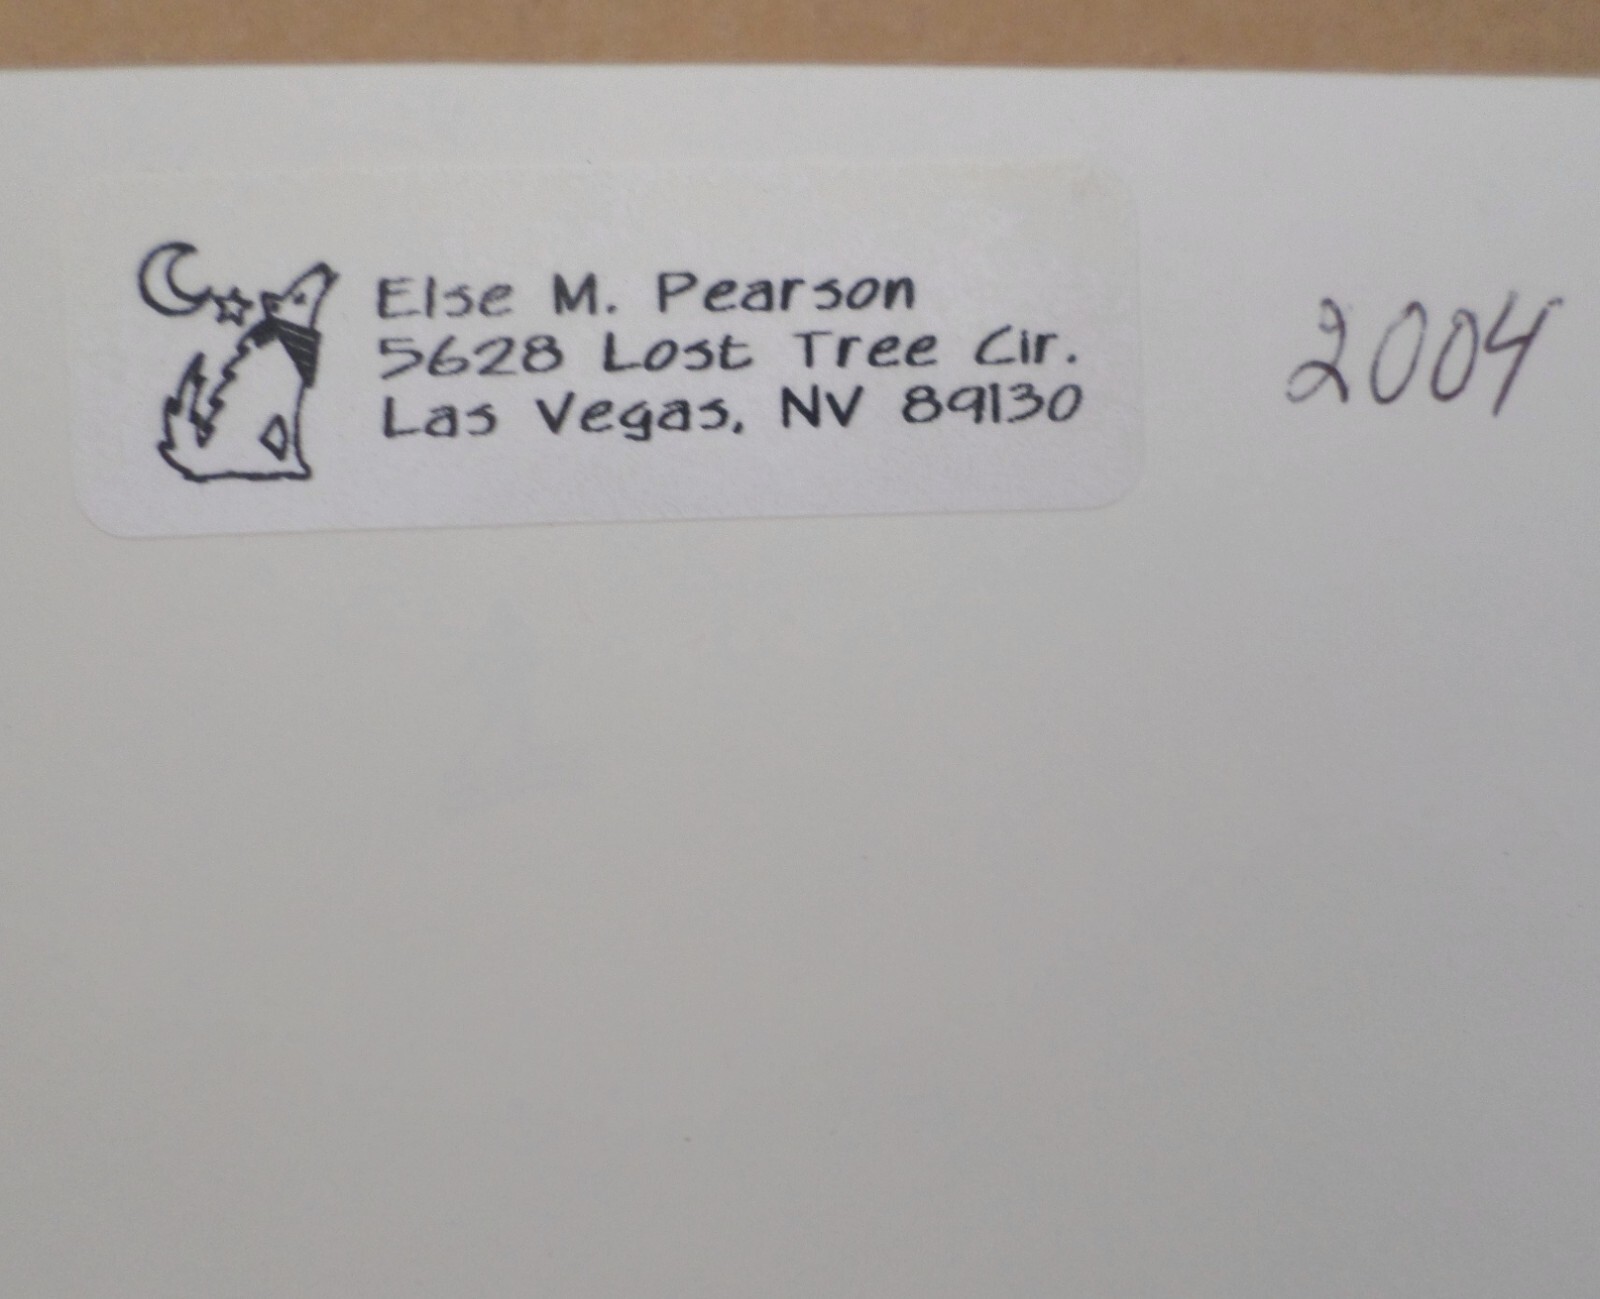 Else M. Pearson
5628 Lost Tree Cir.
Las Vegas, NV 89130
2004